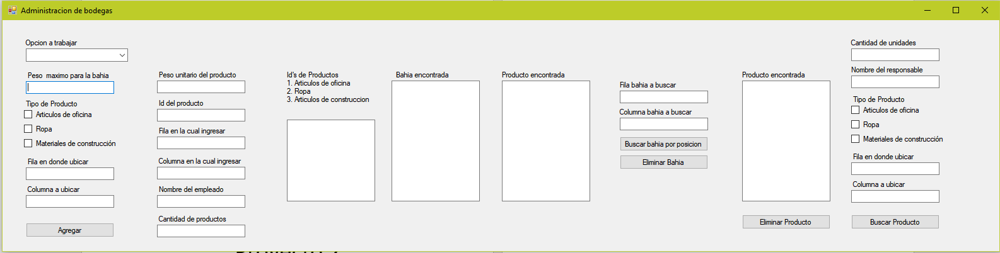 Administracion de bodegas
Opcion a trabajar
Peso  maximo para la bahia
Tipo de Producto
Articulos de oficina
Ropa
Materiales de construcción
Fila en donde ubicar
Columna a ubicar
Agregar
Peso unitario del producto
Id del producto
Fila en la cual ingresar
Columna en la cual ingresar
Nombre del empleado
Cantidad de productos
Id's de Productos
1. Articulos de oficina
2. Ropa
3. Articulos de construccion
Bahia encontrada
Producto encontrada
Fila bahia a buscar
Columna bahia a buscar
Buscar bahia por posicion
Eliminar Bahia
Producto encontrada
Eliminar Producto
Cantidad de unidades
Nombre del responsable
Tipo de Producto
Articulos de oficina
Ropa
Materiales de construcción
Fila en donde ubicar
Columna a ubicar
Buscar Producto